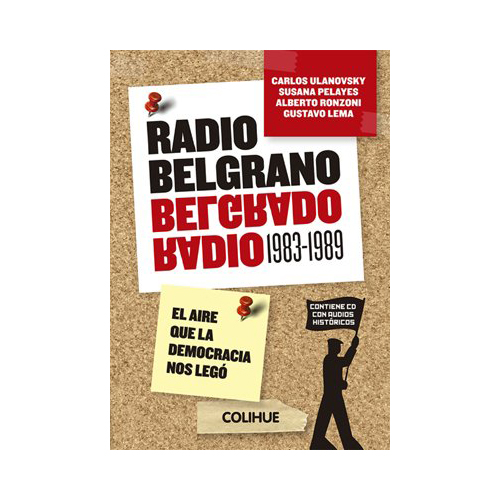 CARLOS ULANOVSKY
SUSANA PELAYES
ALBERTO RONZONI
GUSTAVO LEMA
RADIO
BELGRANO
BELGRADO
RADIO 1983-1989
EL AIRE
QUE LA
DEMOCRACIA
NOS LEGÓ
CONTIENE CD
CON AUDIOS
HISTÓRICOS
COLIHUE